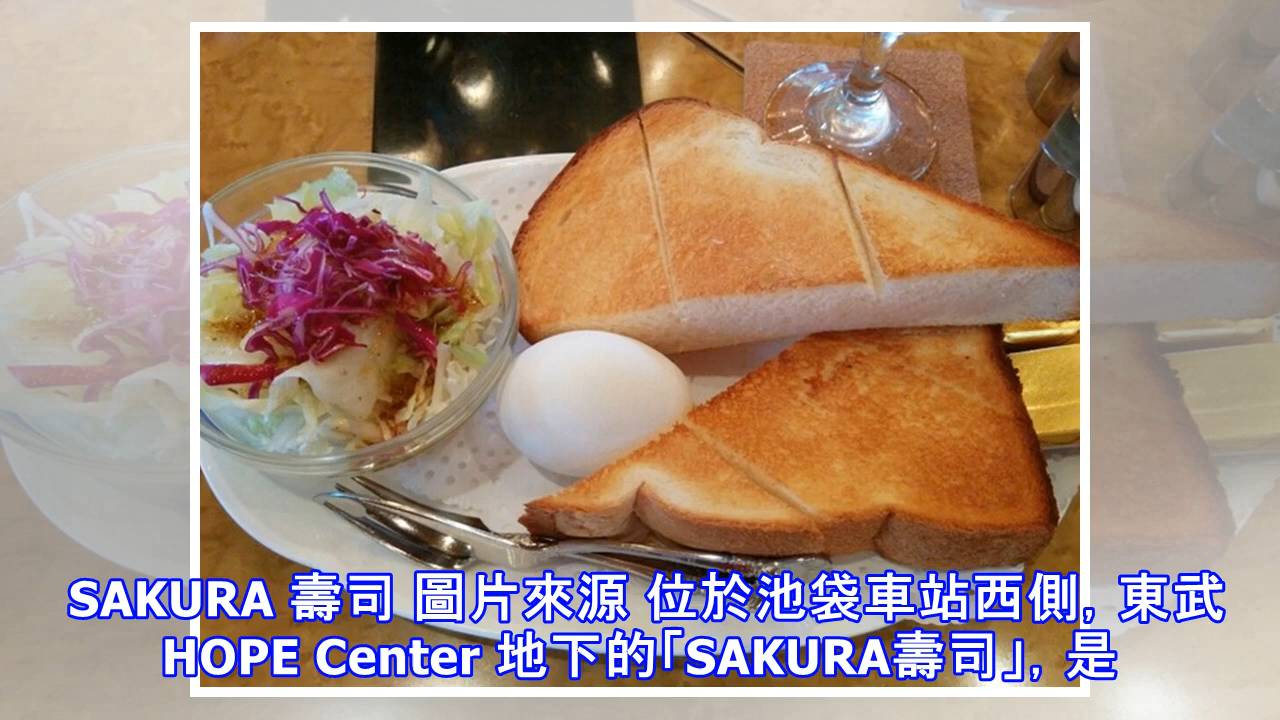 SAKURA 壽司 圖片來源 位於池袋車站西側, 東武
HOPE Center 地下的「SAKURA壽司」, 是